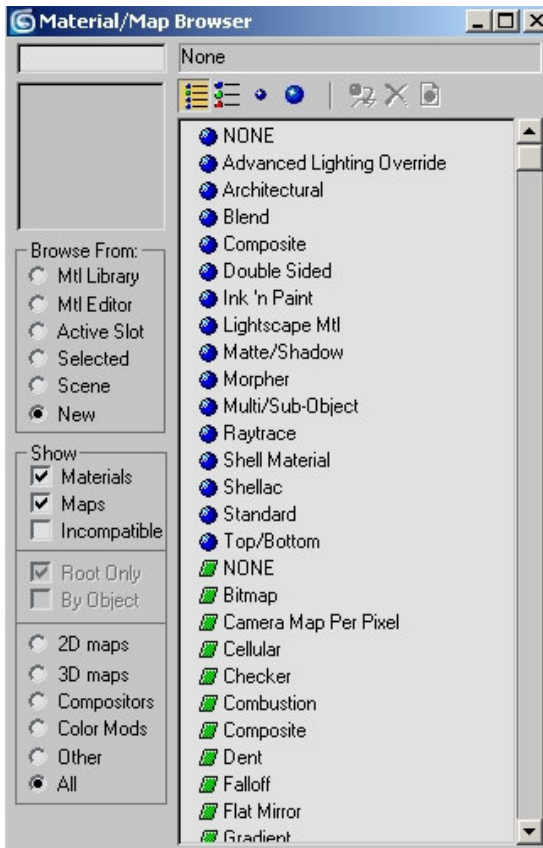 Material/Map Browser
None
Browse From:
Mtl Library
Mtl Editor
Active Slot
Selected
Scene
New
Show
Materials
Maps
Incompatible
Root Only
By Object
2D maps
3D maps
Compositors
Color Mods
Other
All
NONE
Advanced Lighting Override
Architectural
Blend
Composite
Double Sided
Ink 'n Paint
Lightscape Mtl
Matte/Shadow
Morpher
Multi/Sub-Object
Raytrace
Shell Material
Shellac
Standard
Top/Bottom
NONE
Bitmap
Camera Map Per Pixel
Cellular
Checker
Combustion
Composite
Dent
Falloff
Flat Mirror
Gradient